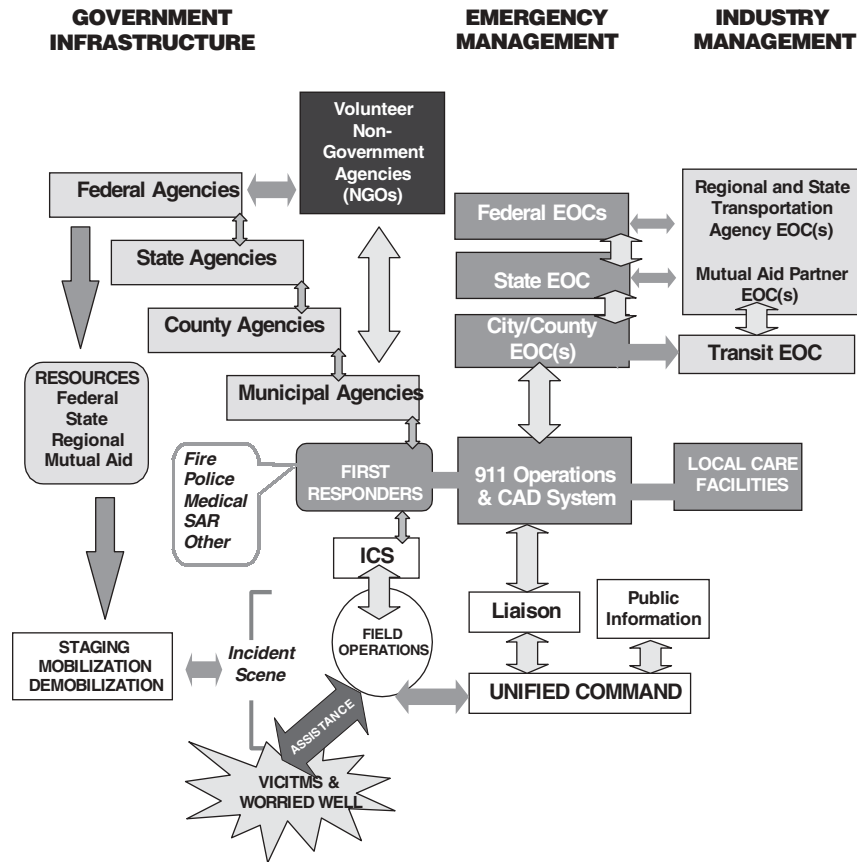 GOVERNMENT
INFRASTRUCTURE
EMERGENCY
MANAGEMENT
INDUSTRY
MANAGEMENT
Volunteer
Non-
Government
Agencies
(NGOs)
Federal Agencies
State Agencies
County Agencies
Municipal Agencies
RESOURCES
Federal
State
Regional
Mutual Aid
Fire
Police
Medical
SAR
Other
FIRST
RESPONDERS
ICS
FIELD
OPERATIONS
STAGING
MOBILIZATION
DEMOBILIZATION
Incident
Scene
ASSISTANCE
VICITMS &
WORRIED WELL
Federal EOCs
State EOC
City/County
EOC(s)
Regional and State
Transportation
Agency EOC(s)
Mutual Aid Partner
EOC(s)
Transit EOC
911 Operations
& CAD System
LOCAL CARE
FACILITIES
Liaison
Public
Information
UNIFIED COMMAND